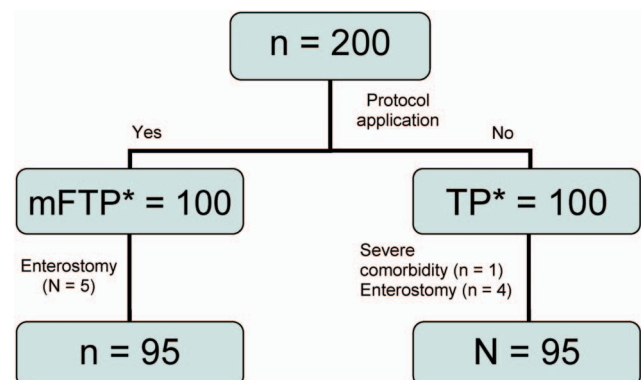 n = 200
Protocol
application
Yes
No
mFTP* = 100
TP* = 100
Enterostomy
(N = 5)
Severe
comorbidity (n = 1)
Enterostomy (n = 4)
n = 95
N = 95